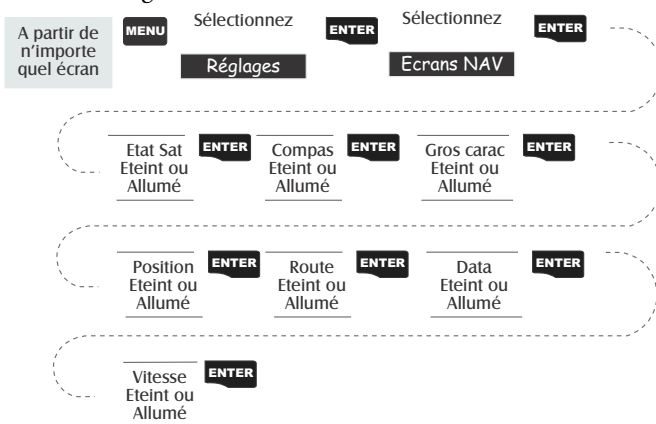 A partir de
n'importe
quel écran
MENU
Sélectionnez
Réglages
ENTER
Sélectionnez
Ecrans NAV
ENTER
Etat Sat
Eteint ou
Allumé
ENTER
Compas
Eteint ou
Allumé
ENTER
Gros carac
Eteint ou
Allumé
ENTER
Position
Eteint ou
Allumé
ENTER
Route
Eteint ou
Allumé
ENTER
Data
Eteint ou
Allumé
ENTER
Vitesse
Eteint ou
Allumé
ENTER